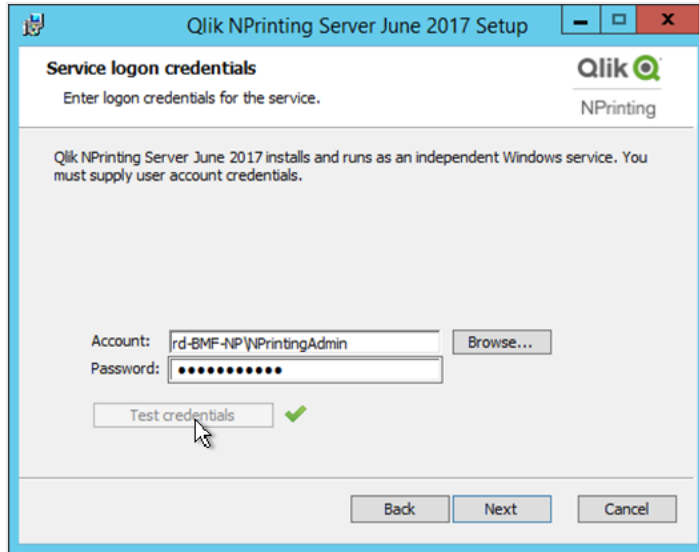 Qlik NPrinting Server June 2017 Setup
Service logon credentials
Enter logon credentials for the service.
Qlik
NPrinting
Qlik NPrinting Server June 2017 installs and runs as an independent Windows service. You
must supply user account credentials.
Account: rd-BMF-NP\NPrintingAdmin Browse...
Password: ●●●●●●●●●●●
Test credentials
Back Next Cancel